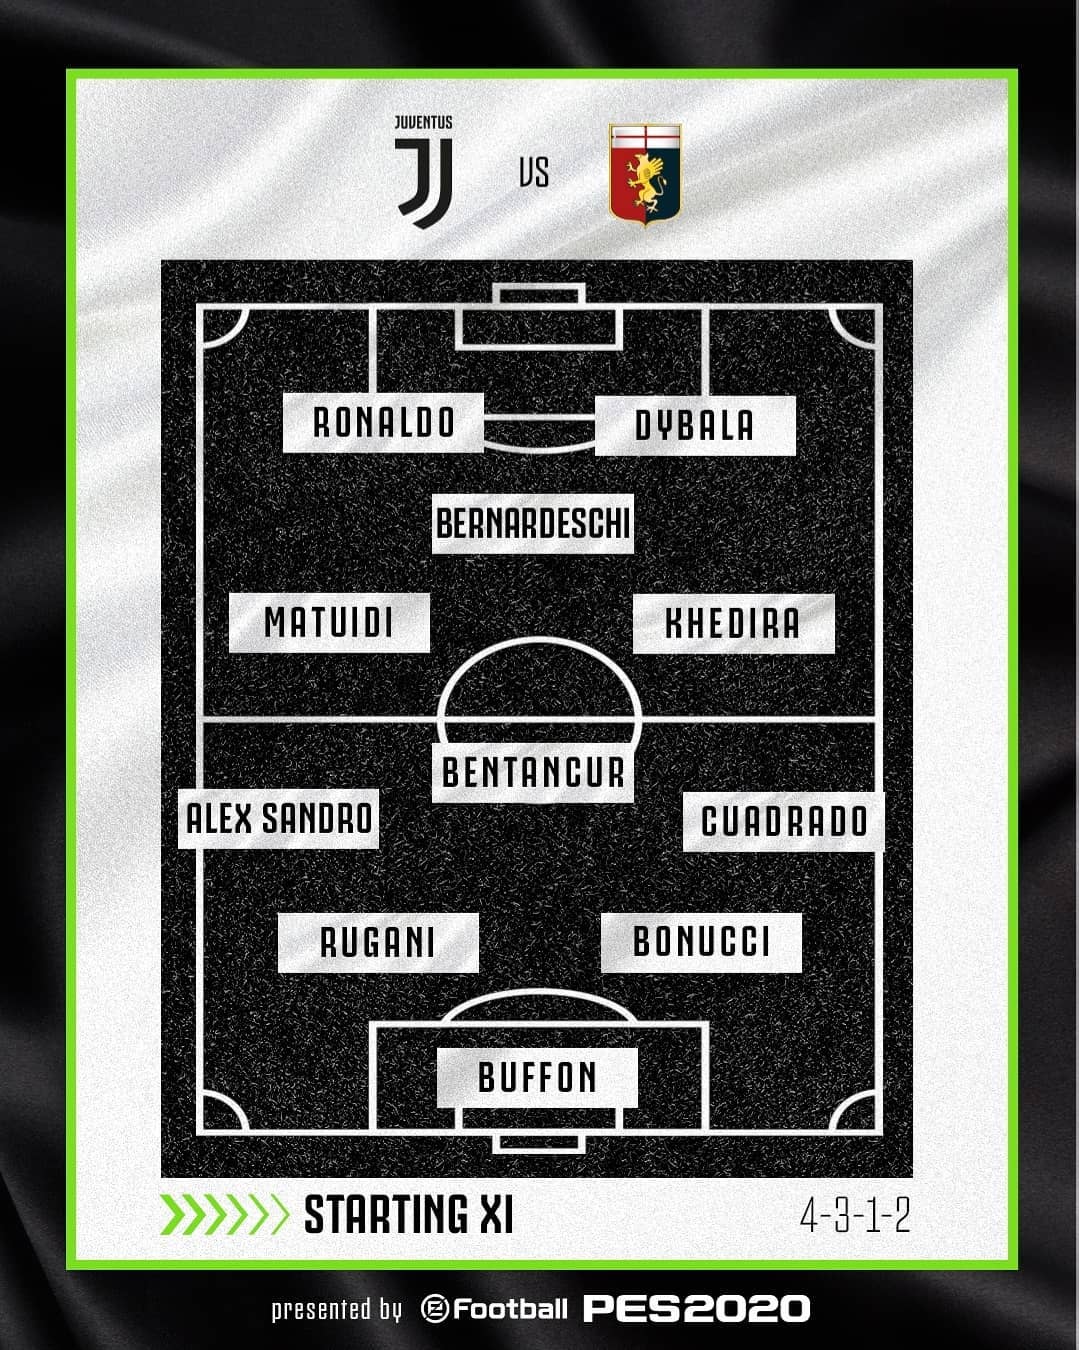 JUVENTUS
VS
RONALDO
DYBALA
BERNARDESCHI
MATUIDI
KHEDIRA
BENTANCUR
ALEX SANDRO
CUADRADO
RUGANI
BONUCCI
BUFFON
STARTING XI
4-3-1-2
presented by eFootball PES2020